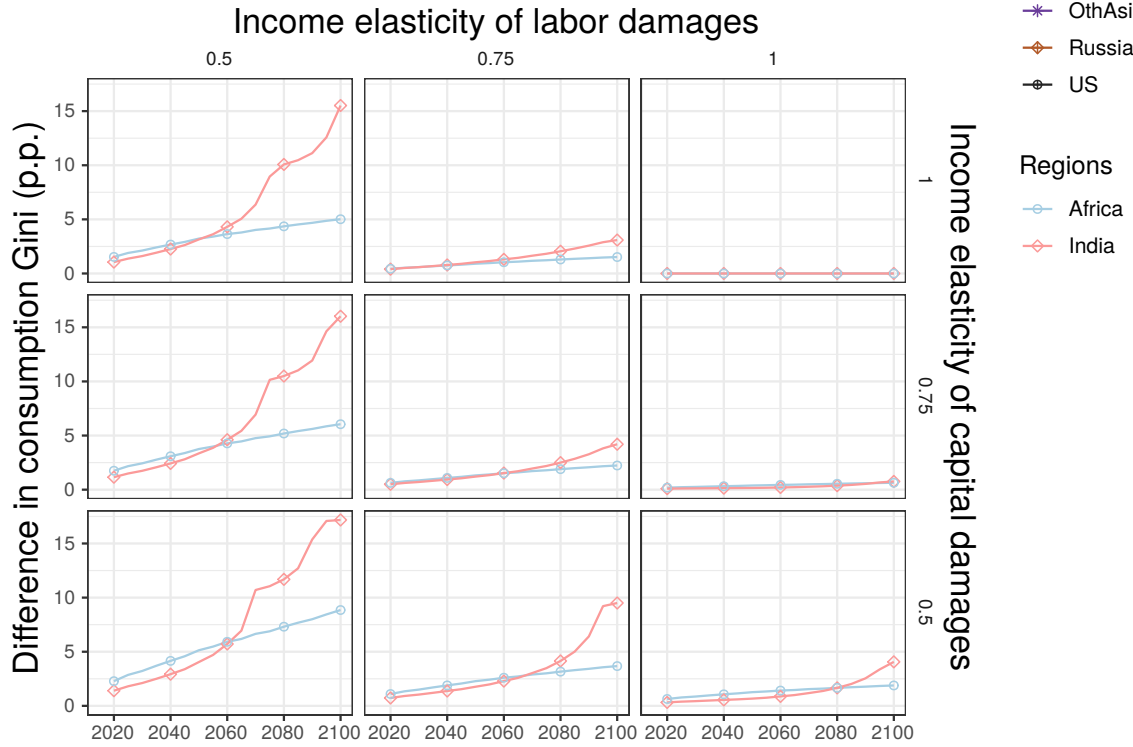 Income elasticity of labor damages
0.5 0.75 1
OthAsi
Russia
US
Regions
Africa
India
Difference in consumption Gini (p.p.)
15
10
5
0
15
10
5
0
15
10
5
0
1
0.75
0.5
Income elasticity of capital damages
2020 2040 2060 2080 2100 2020 2040 2060 2080 2100 2020 2040 2060 2080 2100